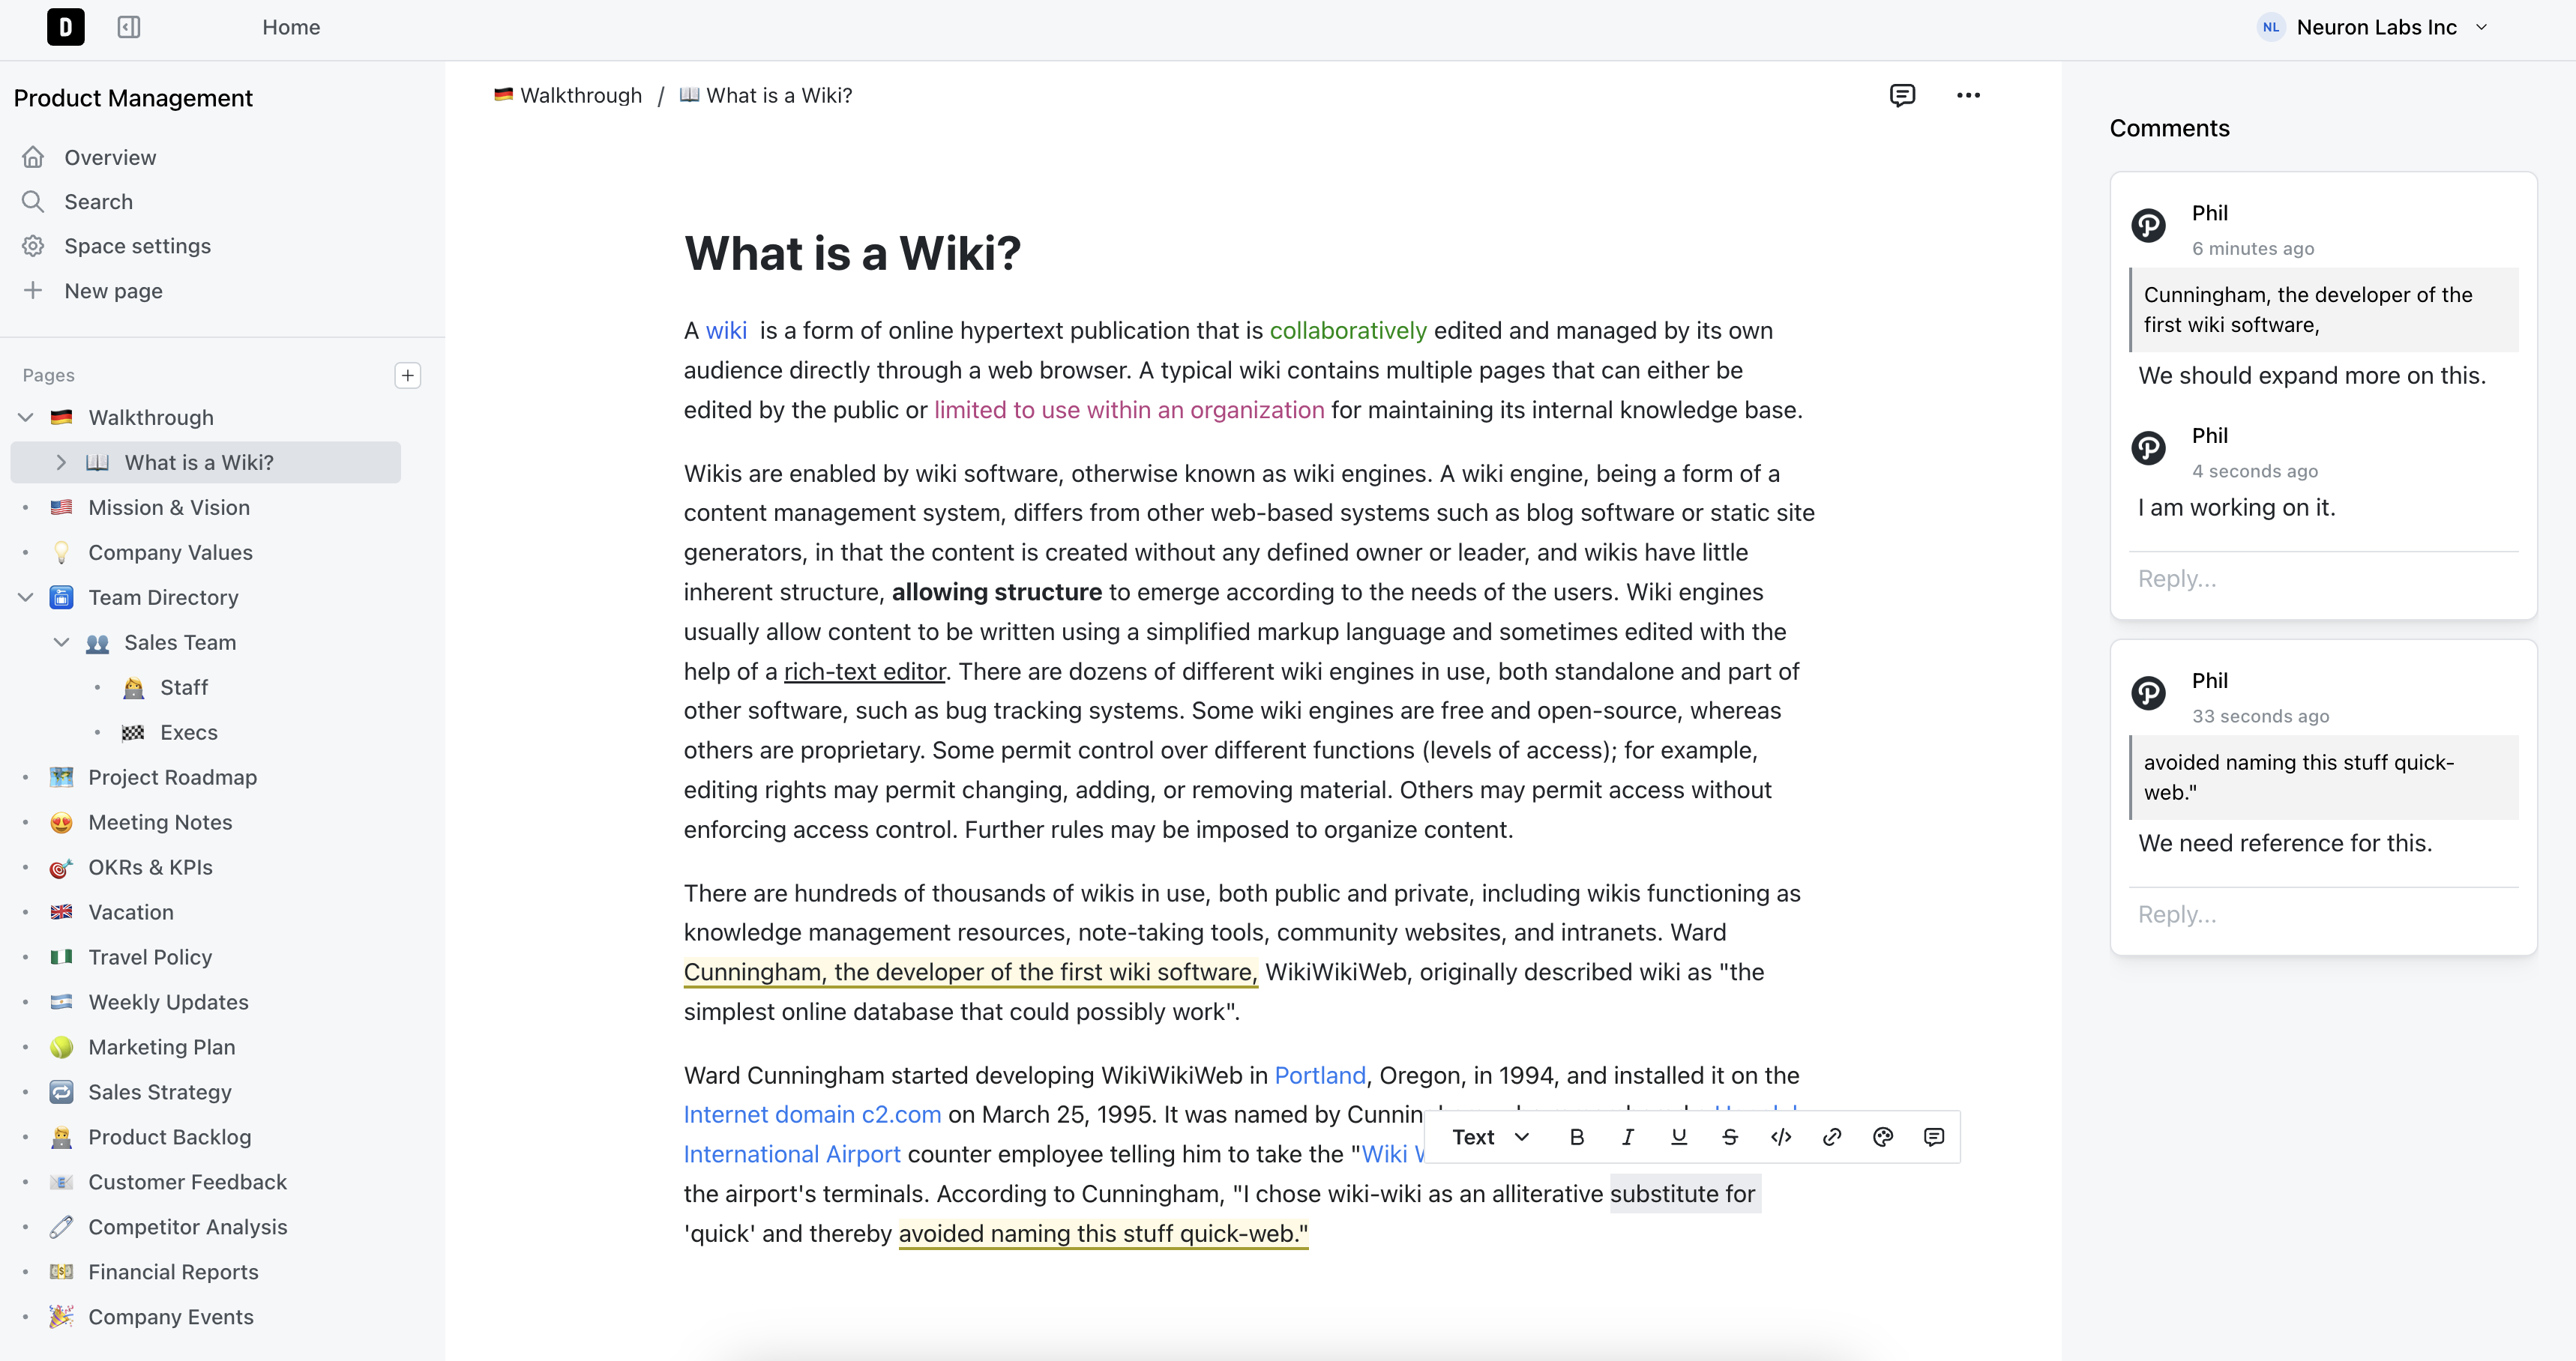 D
Home
NL Neuron Labs Inc
Product Management
Overview
Search
Space settings
New page
Pages
Walkthrough
What is a Wiki?
Mission & Vision
Company Values
Team Directory
Sales Team
Staff
Execs
Project Roadmap
Meeting Notes
OKRs & KPIs
Vacation
Travel Policy
Weekly Updates
Marketing Plan
Sales Strategy
Product Backlog
Customer Feedback
Competitor Analysis
Financial Reports
Company Events
Walkthrough / What is a Wiki?
What is a Wiki?
A wiki is a form of online hypertext publication that is collaboratively edited and managed by its own
audience directly through a web browser. A typical wiki contains multiple pages that can either be
edited by the public or limited to use within an organization for maintaining its internal knowledge base.
Wikis are enabled by wiki software, otherwise known as wiki engines. A wiki engine, being a form of a
content management system, differs from other web-based systems such as blog software or static site
generators, in that the content is created without any defined owner or leader, and wikis have little
inherent structure, allowing structure to emerge according to the needs of the users. Wiki engines
usually allow content to be written using a simplified markup language and sometimes edited with the
help of a rich-text editor. There are dozens of different wiki engines in use, both standalone and part of
other software, such as bug tracking systems. Some wiki engines are free and open-source, whereas
others are proprietary. Some permit control over different functions (levels of access); for example,
editing rights may permit changing, adding, or removing material. Others may permit access without
enforcing access control. Further rules may be imposed to organize content.
There are hundreds of thousands of wikis in use, both public and private, including wikis functioning as
knowledge management resources, note-taking tools, community websites, and intranets. Ward
Cunningham, the developer of the first wiki software, WikiWikiWeb, originally described wiki as "the
simplest online database that could possibly work".
Ward Cunningham started developing WikiWikiWeb in Portland, Oregon, in 1994, and installed it on the
Internet domain c2.com on March 25, 1995. It was named by
International Airport counter employee telling him to take the "Wiki
Text B I U S </>
the airport's terminals. According to Cunningham, "I chose wiki-wiki as an alliterative substitute for
'quick' and thereby avoided naming this stuff quick-web."
Comments
Phil
6 minutes ago
Cunningham, the developer of the
first wiki software,
We should expand more on this.
Phil
4 seconds ago
I am working on it.
Reply...
Phil
33 seconds ago
avoided naming this stuff quick-
web."
We need reference for this.
Reply...